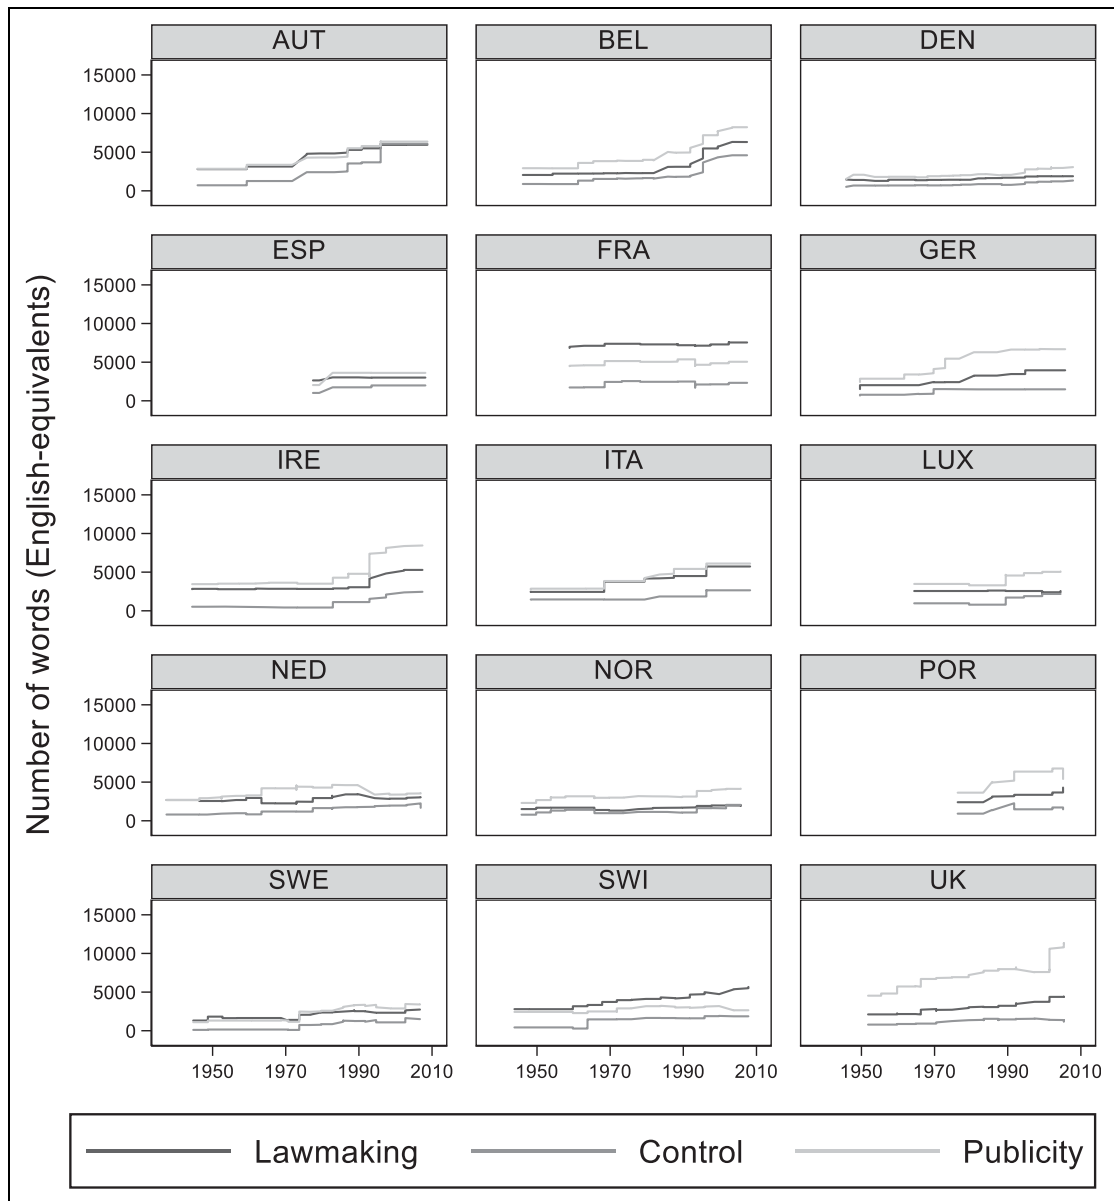 AUT BEL DEN
15000
10000
5000
0
ESP FRA GER
15000
10000
5000
0
IRE ITA LUX
15000
10000
5000
0
NED NOR POR
15000
10000
5000
0
SWE SWI UK
15000
10000
5000
0
1950 1970 1990 2010 1950 1970 1990 2010 1950 1970 1990 2010
Number of words (English-equivalents)
Lawmaking Control Publicity